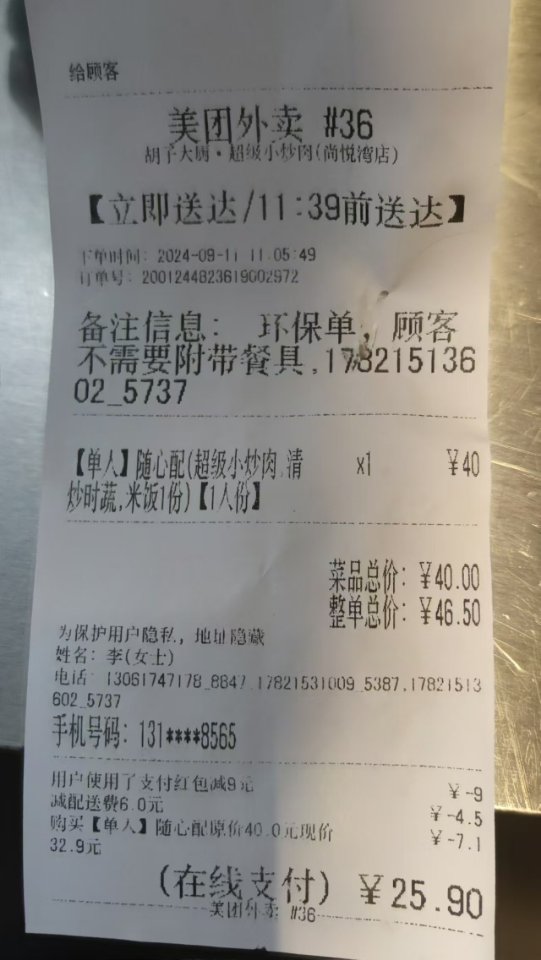 给顾客
美团外卖 #36
胡子大厨·超级小炒肉(尚悦湾店)
【立即送达/11:39前送达】
下单时间: 2024-09-11 11:05:49
订单号: 2001244823619002972
备注信息: 环保单, 顾客
不需要附带餐具,178215136
02_5737
【单人】随心配(超级小炒肉,清 x1 ¥40
炒时蔬,米饭1份)【1人份】
菜品总价: ¥40.00
整单总价: ¥46.50
为保护用户隐私, 地址隐藏
姓名: 李(女士)
电话: 13061747178_8847,17821531009_5387,17821513
602_5737
手机号码: 131****8565
用户使用了支付红包减9元 ¥-9
减配送费6.0元 ¥-4.5
购买【单人】随心配原价40.0元现价 ¥-7.1
32.9元
(在线支付) ¥25.90
美团外卖 #36